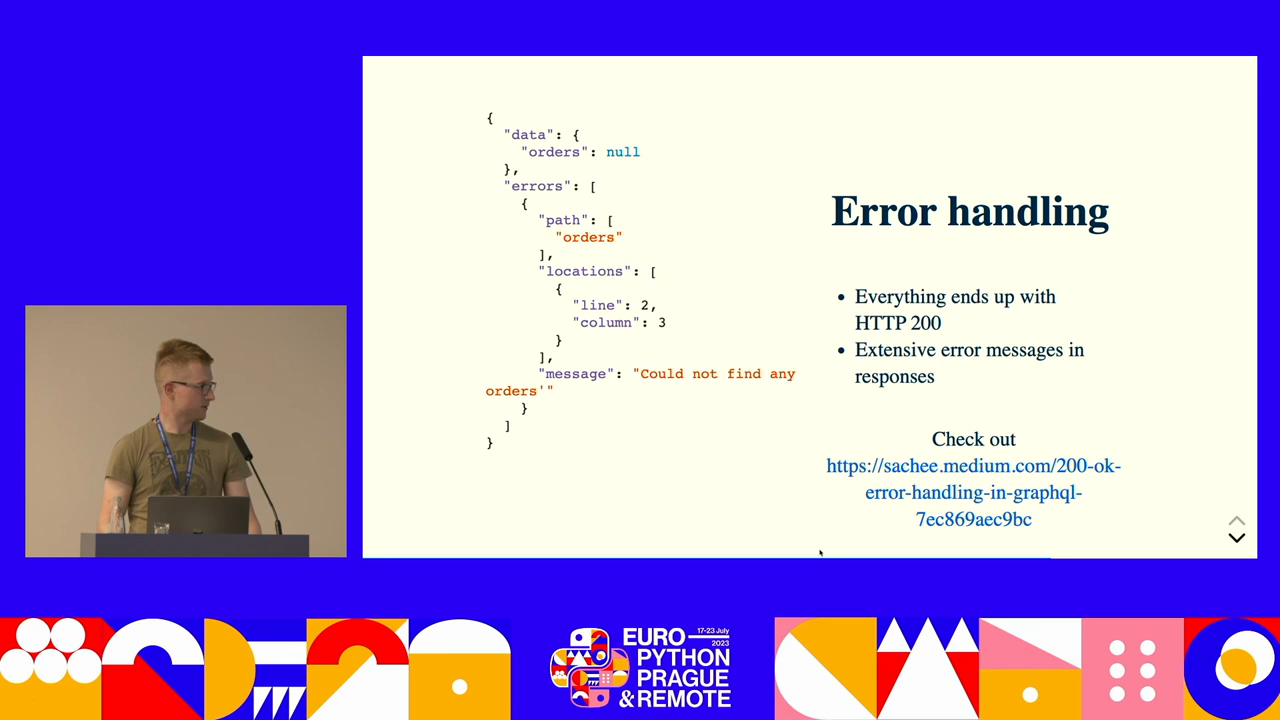 {
"data": {
"orders": null
},
"errors": [
{
"path": [
"orders"
],
"locations": [
{
"line": 2,
"column": 3
}
],
"message": "Could not find any
orders'"
}
]
}
Error handling
• Everything ends up with
HTTP 200
• Extensive error messages in
responses
Check out
https://sachee.medium.com/200-ok-
error-handling-in-graphql-
7ec869aec9bc
EURO
17-23 July
2023
PYTHON
PRAGUE
& REMOTE